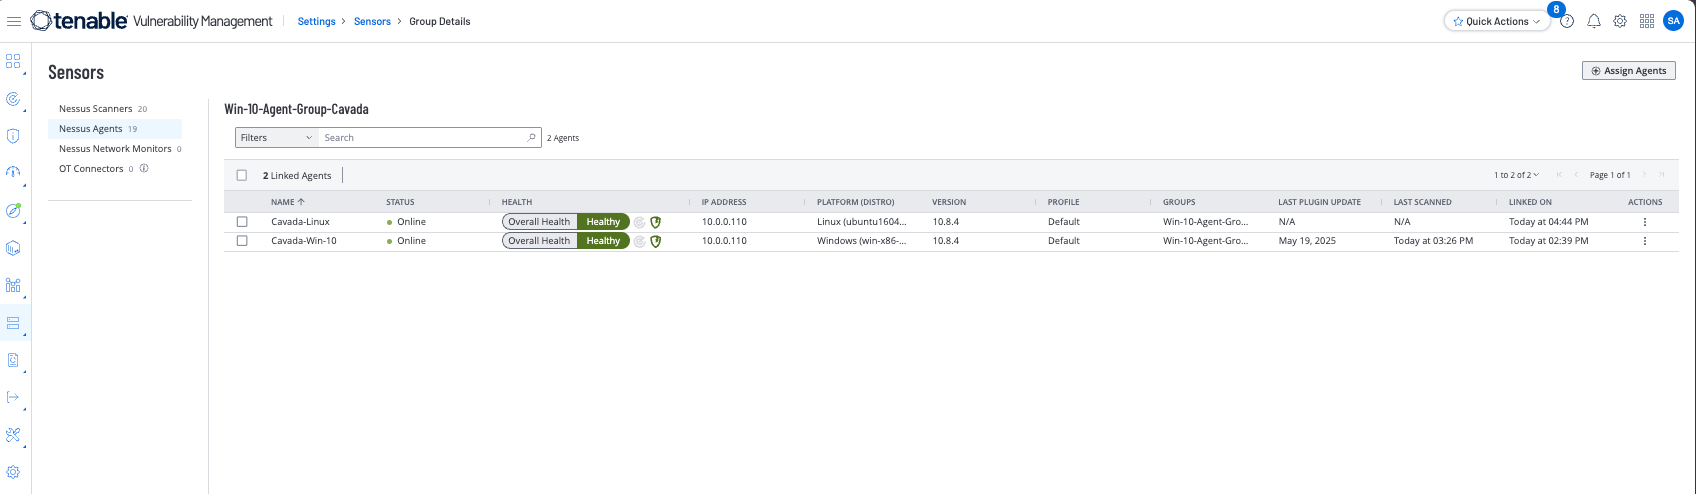 tenable Vulnerability Management Settings > Sensors > Group Details Quick Actions 8 ? SA
Sensors
Assign Agents
Nessus Scanners 20
Nessus Agents 19
Nessus Network Monitors 0
OT Connectors 0
Win-10-Agent-Group-Cavada
Filters Search 2 Agents
2 Linked Agents 1 to 2 of 2 Page 1 of 1
NAME STATUS HEALTH IP ADDRESS PLATFORM (DISTRO) VERSION PROFILE GROUPS LAST PLUGIN UPDATE LAST SCANNED LINKED ON ACTIONS
Cavada-Linux Online Overall Health Healthy 10.0.0.110 Linux (ubuntu1604-... 10.8.4 Default Win-10-Agent-Gro... N/A N/A Today at 04:44 PM
Cavada-Win-10 Online Overall Health Healthy 10.0.0.110 Windows (win-x86-... 10.8.4 Default Win-10-Agent-Gro... May 19, 2025 Today at 03:26 PM Today at 02:39 PM